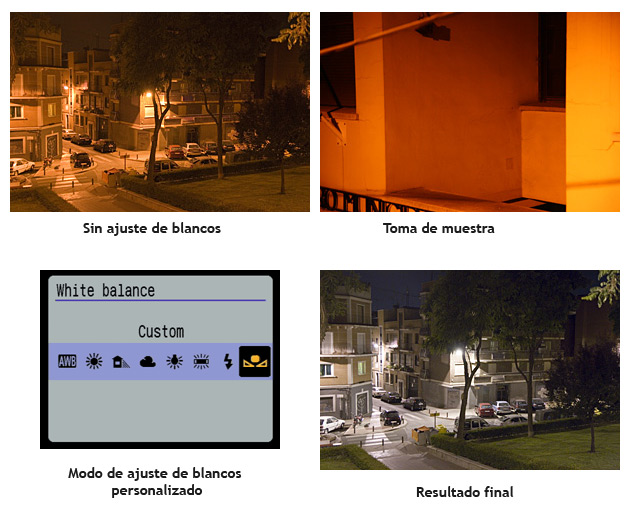 Sin ajuste de blancos
Toma de muestra
White balance
Custom
AWB
Modo de ajuste de blancos
personalizado
Resultado final